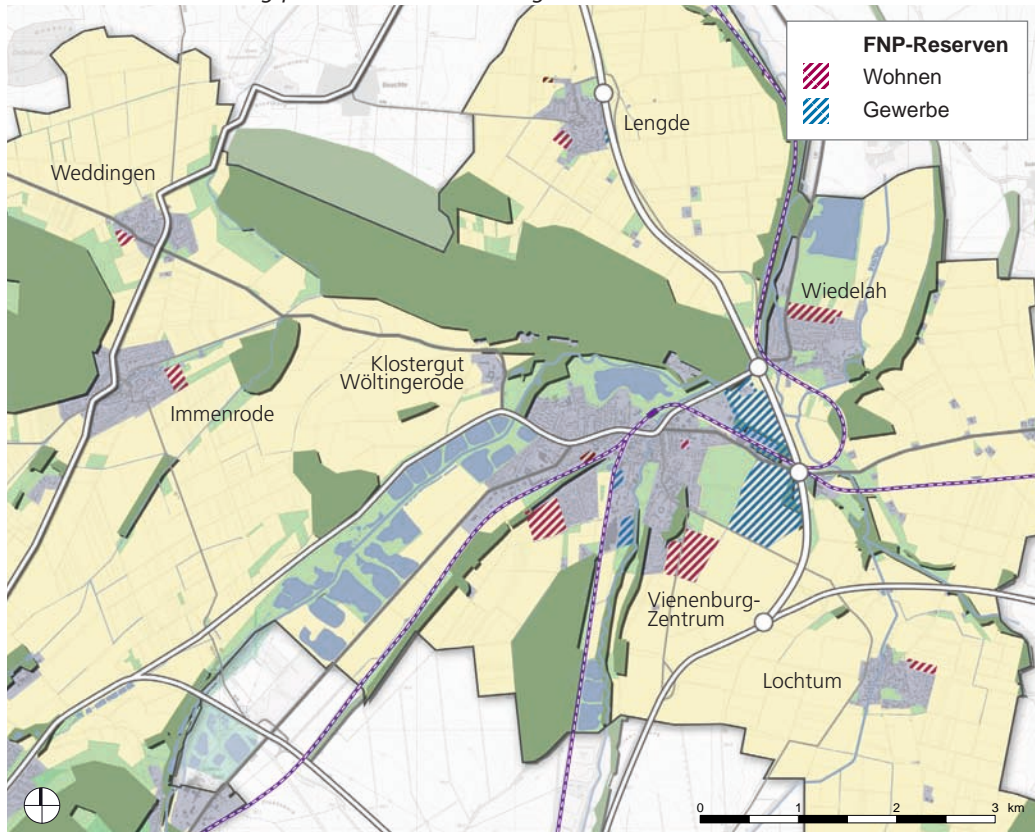 FNP-Reserven
Wohnen
Gewerbe
Lengde
Weddingen
Wiedelah
Klostergut
Wöltingerode
Immenrode
Vienenburg-
Zentrum
Lochtum
0 1 2 3 km